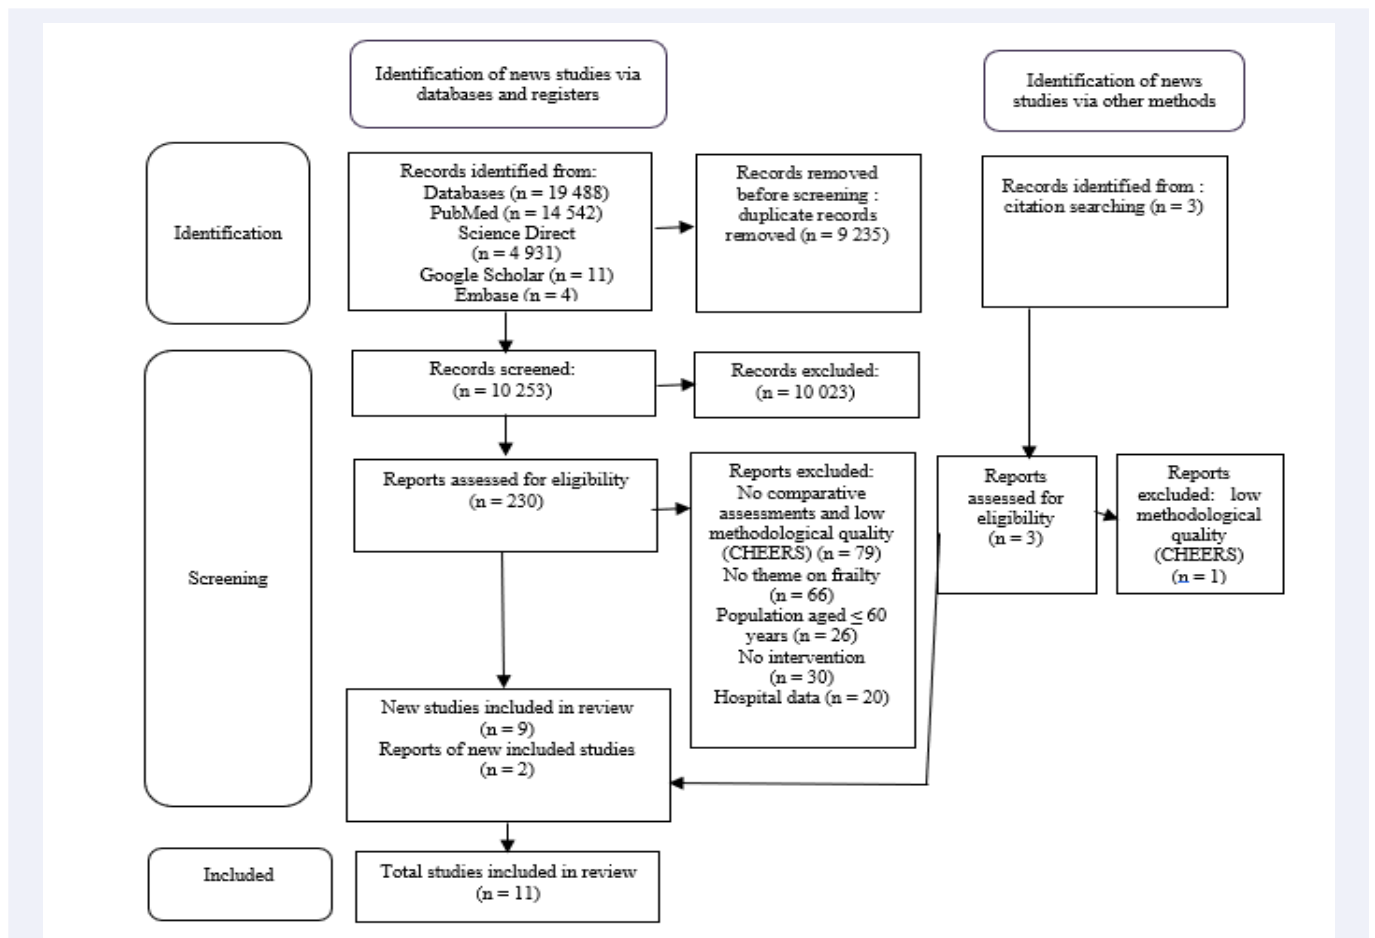 Identification of news studies via
databases and registers
Identification of news
studies via other methods
Identification
Records identified from:
Databases (n = 19 488)
PubMed (n = 14 542)
Science Direct
(n = 4 931)
Google Scholar (n = 11)
Embase (n = 4)
Records removed
before screening :
duplicate records
removed (n = 9 235)
Records identified from :
citation searching (n = 3)
Screening
Records screened:
(n = 10 253)
Records excluded:
(n = 10 023)
Reports assessed for eligibility
(n = 230)
Reports excluded:
No comparative
assessments and low
methodological quality
(CHEERS) (n = 79)
No theme on frailty
(n = 66)
Population aged ≤ 60
years (n = 26)
No intervention
(n = 30)
Hospital data (n = 20)
Reports
assessed for
eligibility
(n = 3)
Reports
excluded: low
methodological
quality
(CHEERS)
(n = 1)
New studies included in review
(n = 9)
Reports of new included studies
(n = 2)
Included
Total studies included in review
(n = 11)